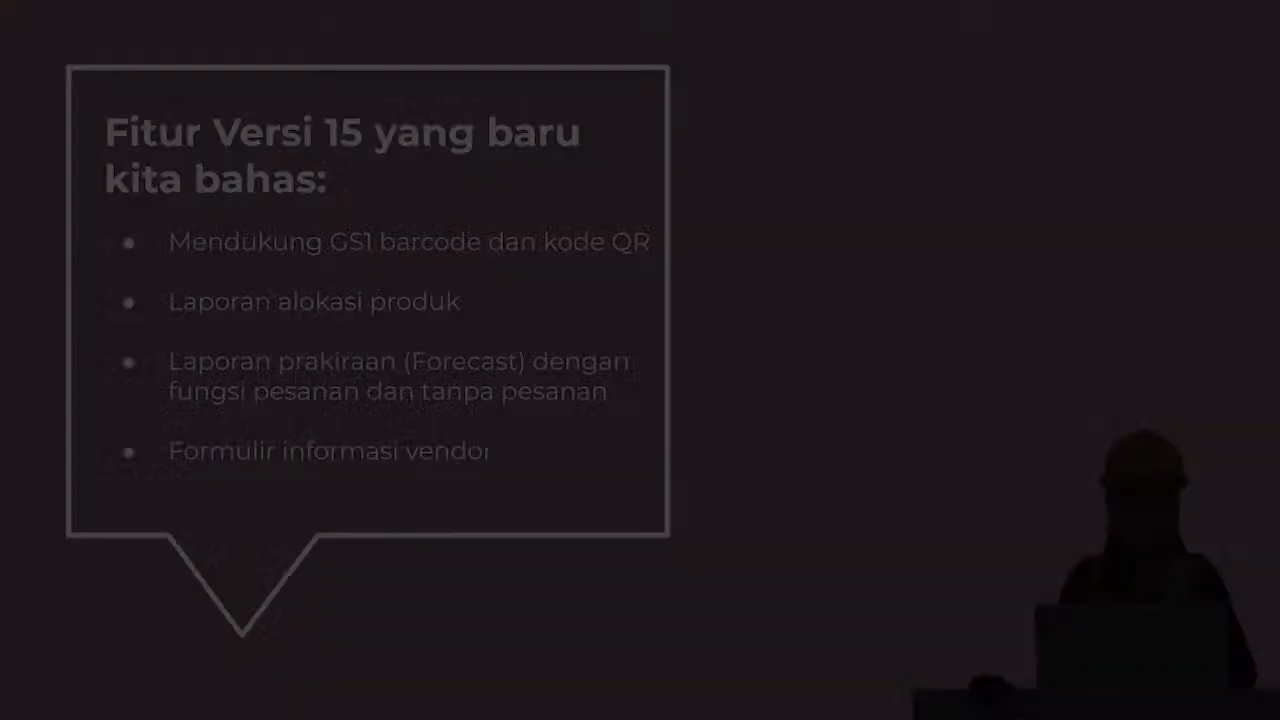 Fitur Versi 15 yang baru
kita bahas:
● Mendukung GS1 barcode dan kode QR
● Laporan alokasi produk
● Laporan prakiraan (Forecast) dengan
fungsi pesanan dan tanpa pesanan
● Formulir informasi vendor